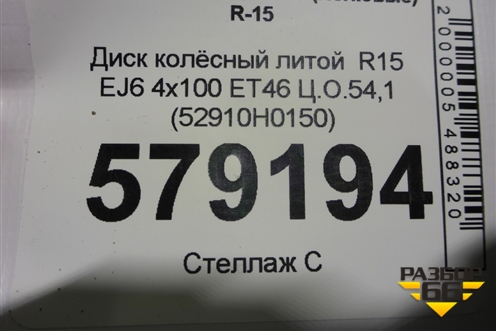 R-15
Диск колёсный литой R15
EJ6 4x100 ET46 Ц.О.54,1
(52910H0150)
579194
Стеллаж С
2000005488320
РАЗБОР
66